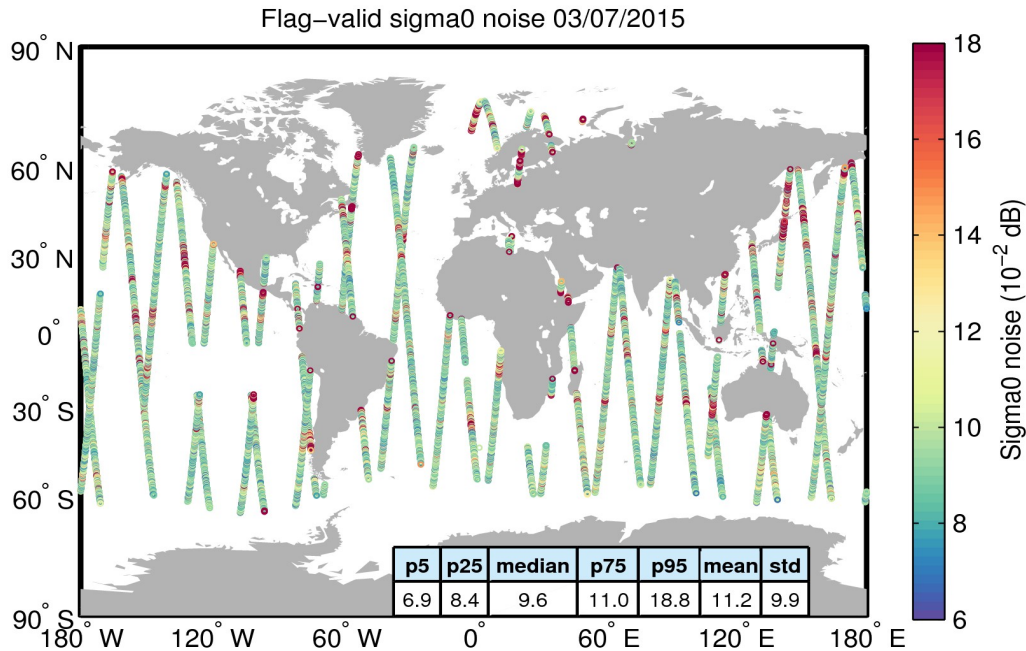 Flag−valid sigma0 noise 03/07/2015
90° N
60° N
30° N
0°
30° S
60° S
90° S
180° W
120° W
60° W
0°
60° E
120° E
180° E
p5 p25 median p75 p95 mean std
6.9 8.4 9.6 11.0 18.8 11.2 9.9
18
16
14
12
10
8
6
Sigma0 noise (10⁻² dB)